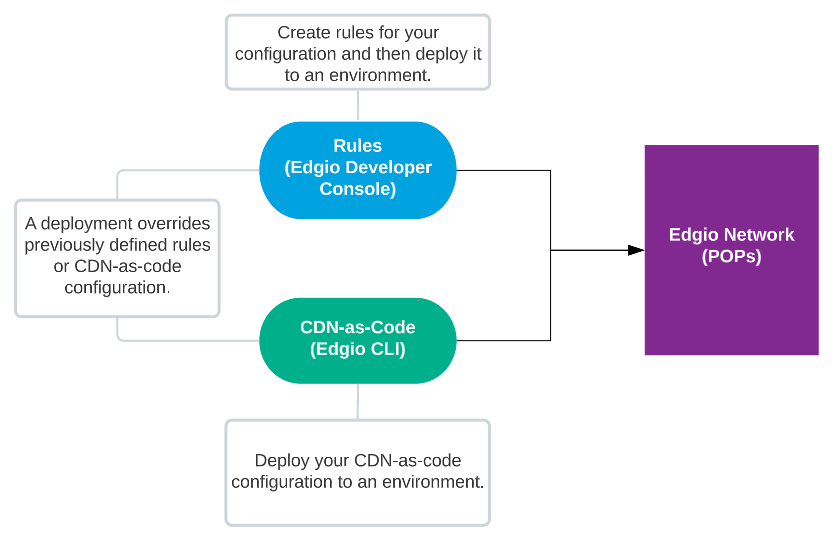 Create rules for your
configuration and then deploy it
to an environment.
Rules
(Edgio Developer
Console)
A deployment overrides
previously defined rules
or CDN-as-code
configuration.
Edgio Network
(POPs)
CDN-as-Code
(Edgio CLI)
Deploy your CDN-as-code
configuration to an environment.